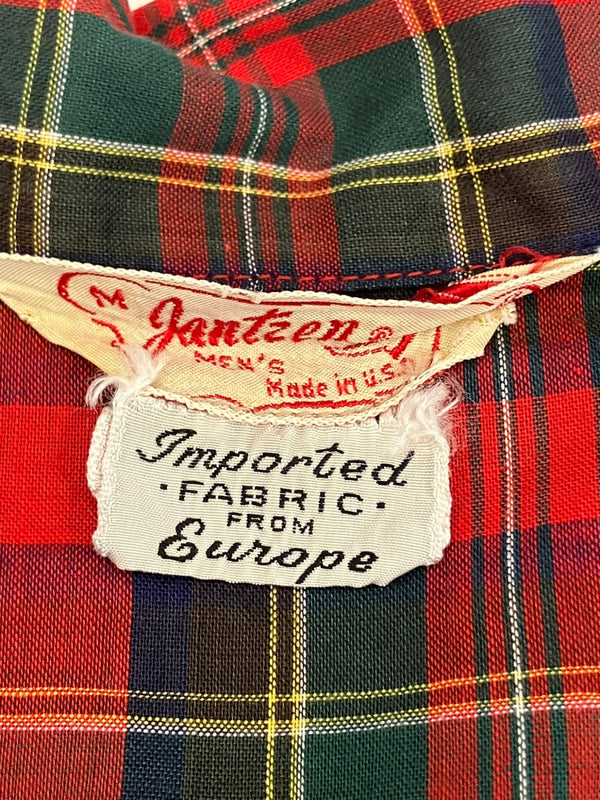 M
Jantzen
MEN'S
Made in U.S.
Imported
· FABRIC ·
FROM
Europe